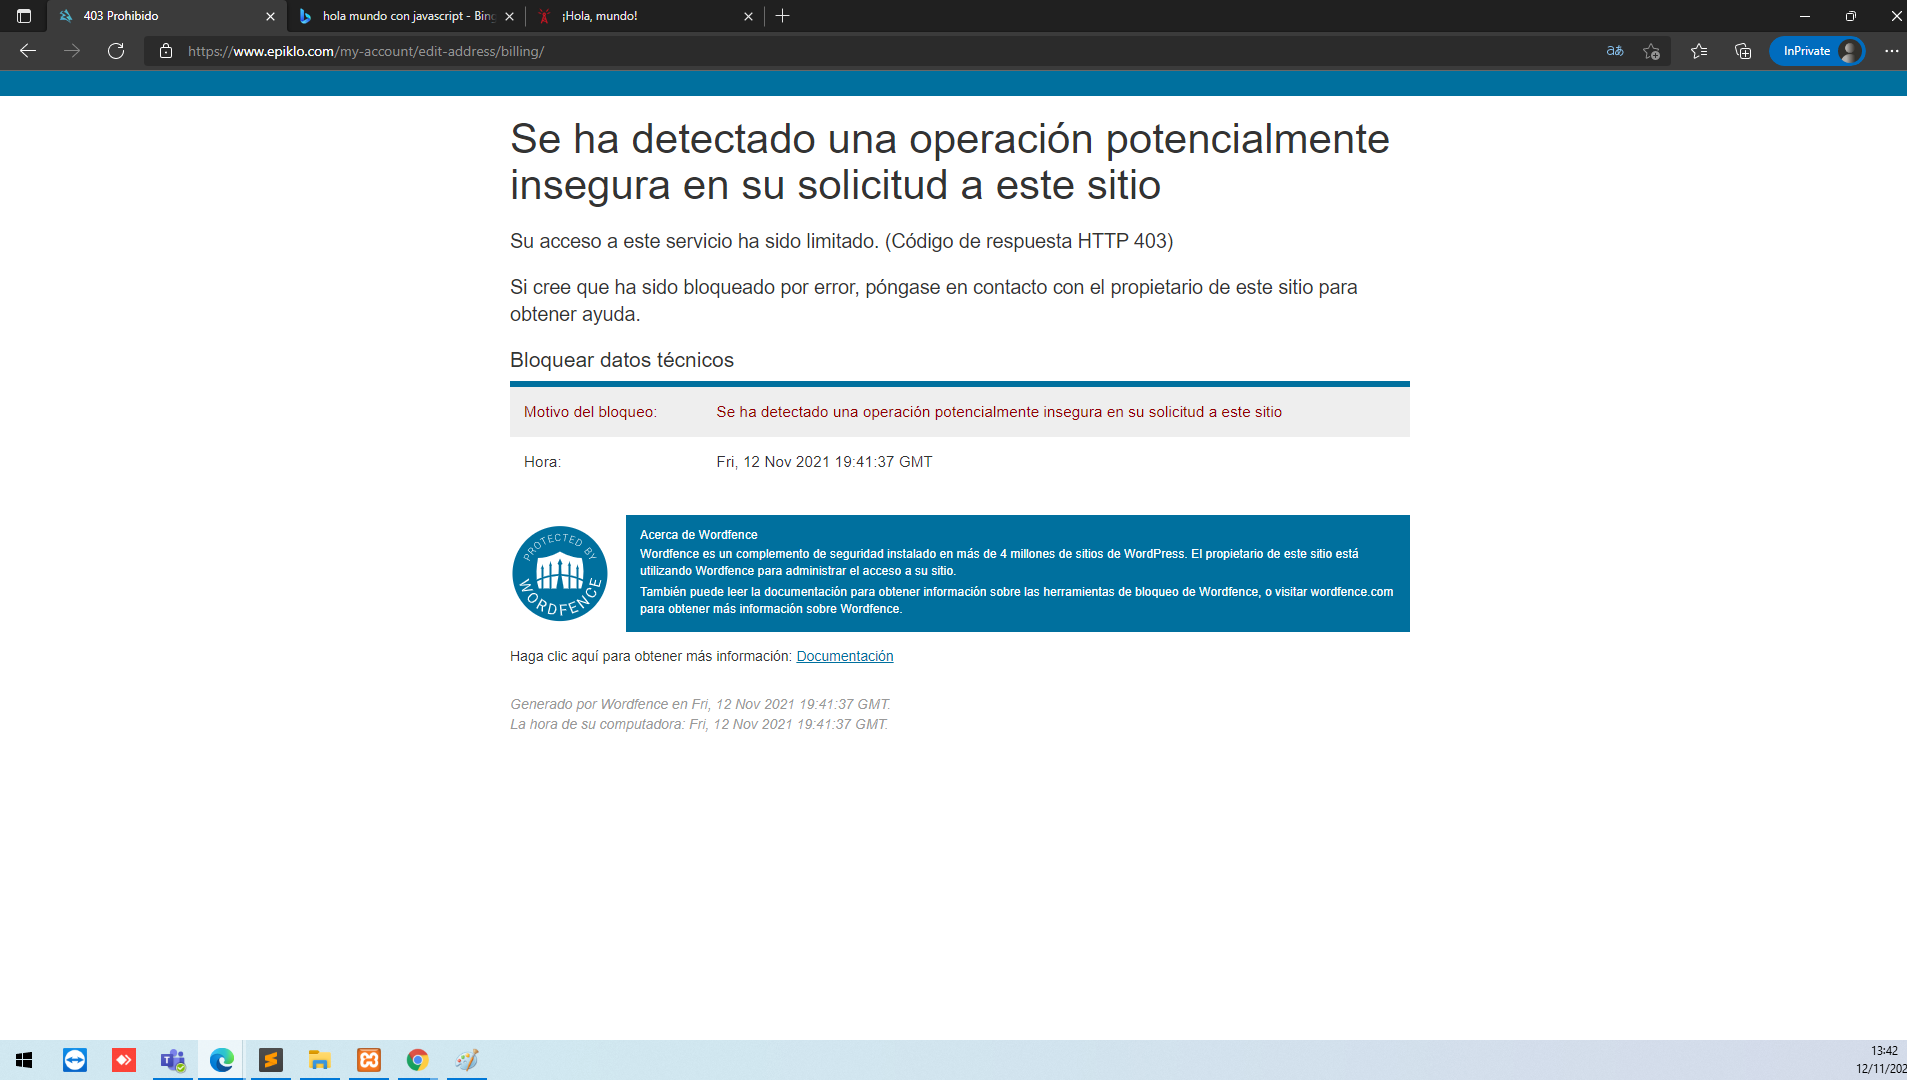 403 Prohibido
hola mundo con javascript - Bing
¡Hola, mundo!
https://www.epiklo.com/my-account/edit-address/billing/
aあ
InPrivate
Se ha detectado una operación potencialmente
insegura en su solicitud a este sitio
Su acceso a este servicio ha sido limitado. (Código de respuesta HTTP 403)
Si cree que ha sido bloqueado por error, póngase en contacto con el propietario de este sitio para
obtener ayuda.
Bloquear datos técnicos
Motivo del bloqueo: Se ha detectado una operación potencialmente insegura en su solicitud a este sitio
Hora: Fri, 12 Nov 2021 19:41:37 GMT
PROTECTED BY
WORDFENCE
Acerca de Wordfence
Wordfence es un complemento de seguridad instalado en más de 4 millones de sitios de WordPress. El propietario de este sitio está
utilizando Wordfence para administrar el acceso a su sitio.
También puede leer la documentación para obtener información sobre las herramientas de bloqueo de Wordfence, o visitar wordfence.com
para obtener más información sobre Wordfence.
Haga clic aquí para obtener más información: Documentación
Generado por Wordfence en Fri, 12 Nov 2021 19:41:37 GMT.
La hora de su computadora: Fri, 12 Nov 2021 19:41:37 GMT.
13:42
12/11/202